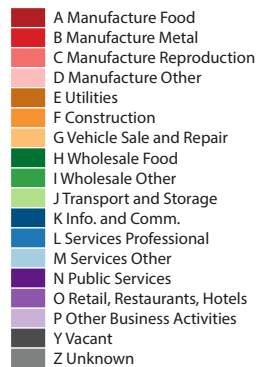 A Manufacture Food
B Manufacture Metal
C Manufacture Reproduction
D Manufacture Other
E Utilities
F Construction
G Vehicle Sale and Repair
H Wholesale Food
I Wholesale Other
J Transport and Storage
K Info. and Comm.
L Services Professional
M Services Other
N Public Services
O Retail, Restaurants, Hotels
P Other Business Activities
Y Vacant
Z Unknown